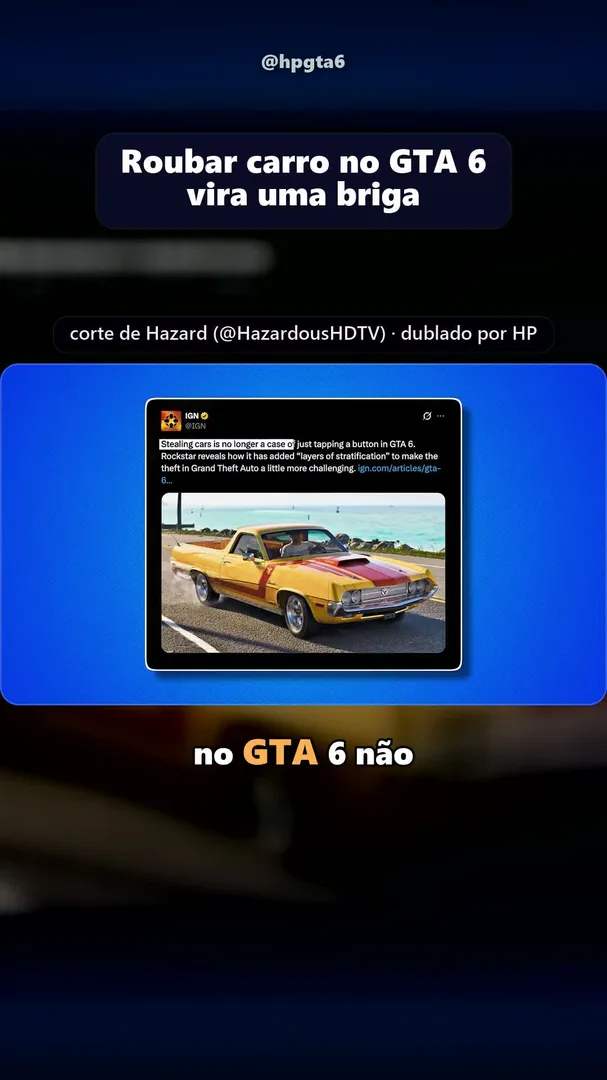 @hpgta6
Roubar carro no GTA 6
vira uma briga
corte de Hazard (@HazardousHDTV) · dublado por HP
IGN
@IGN
Stealing cars is no longer a case of just tapping a button in GTA 6.
Rockstar reveals how it has added “layers of stratification” to make the
theft in Grand Theft Auto a little more challenging. ign.com/articles/gta-
6…
no GTA 6 não